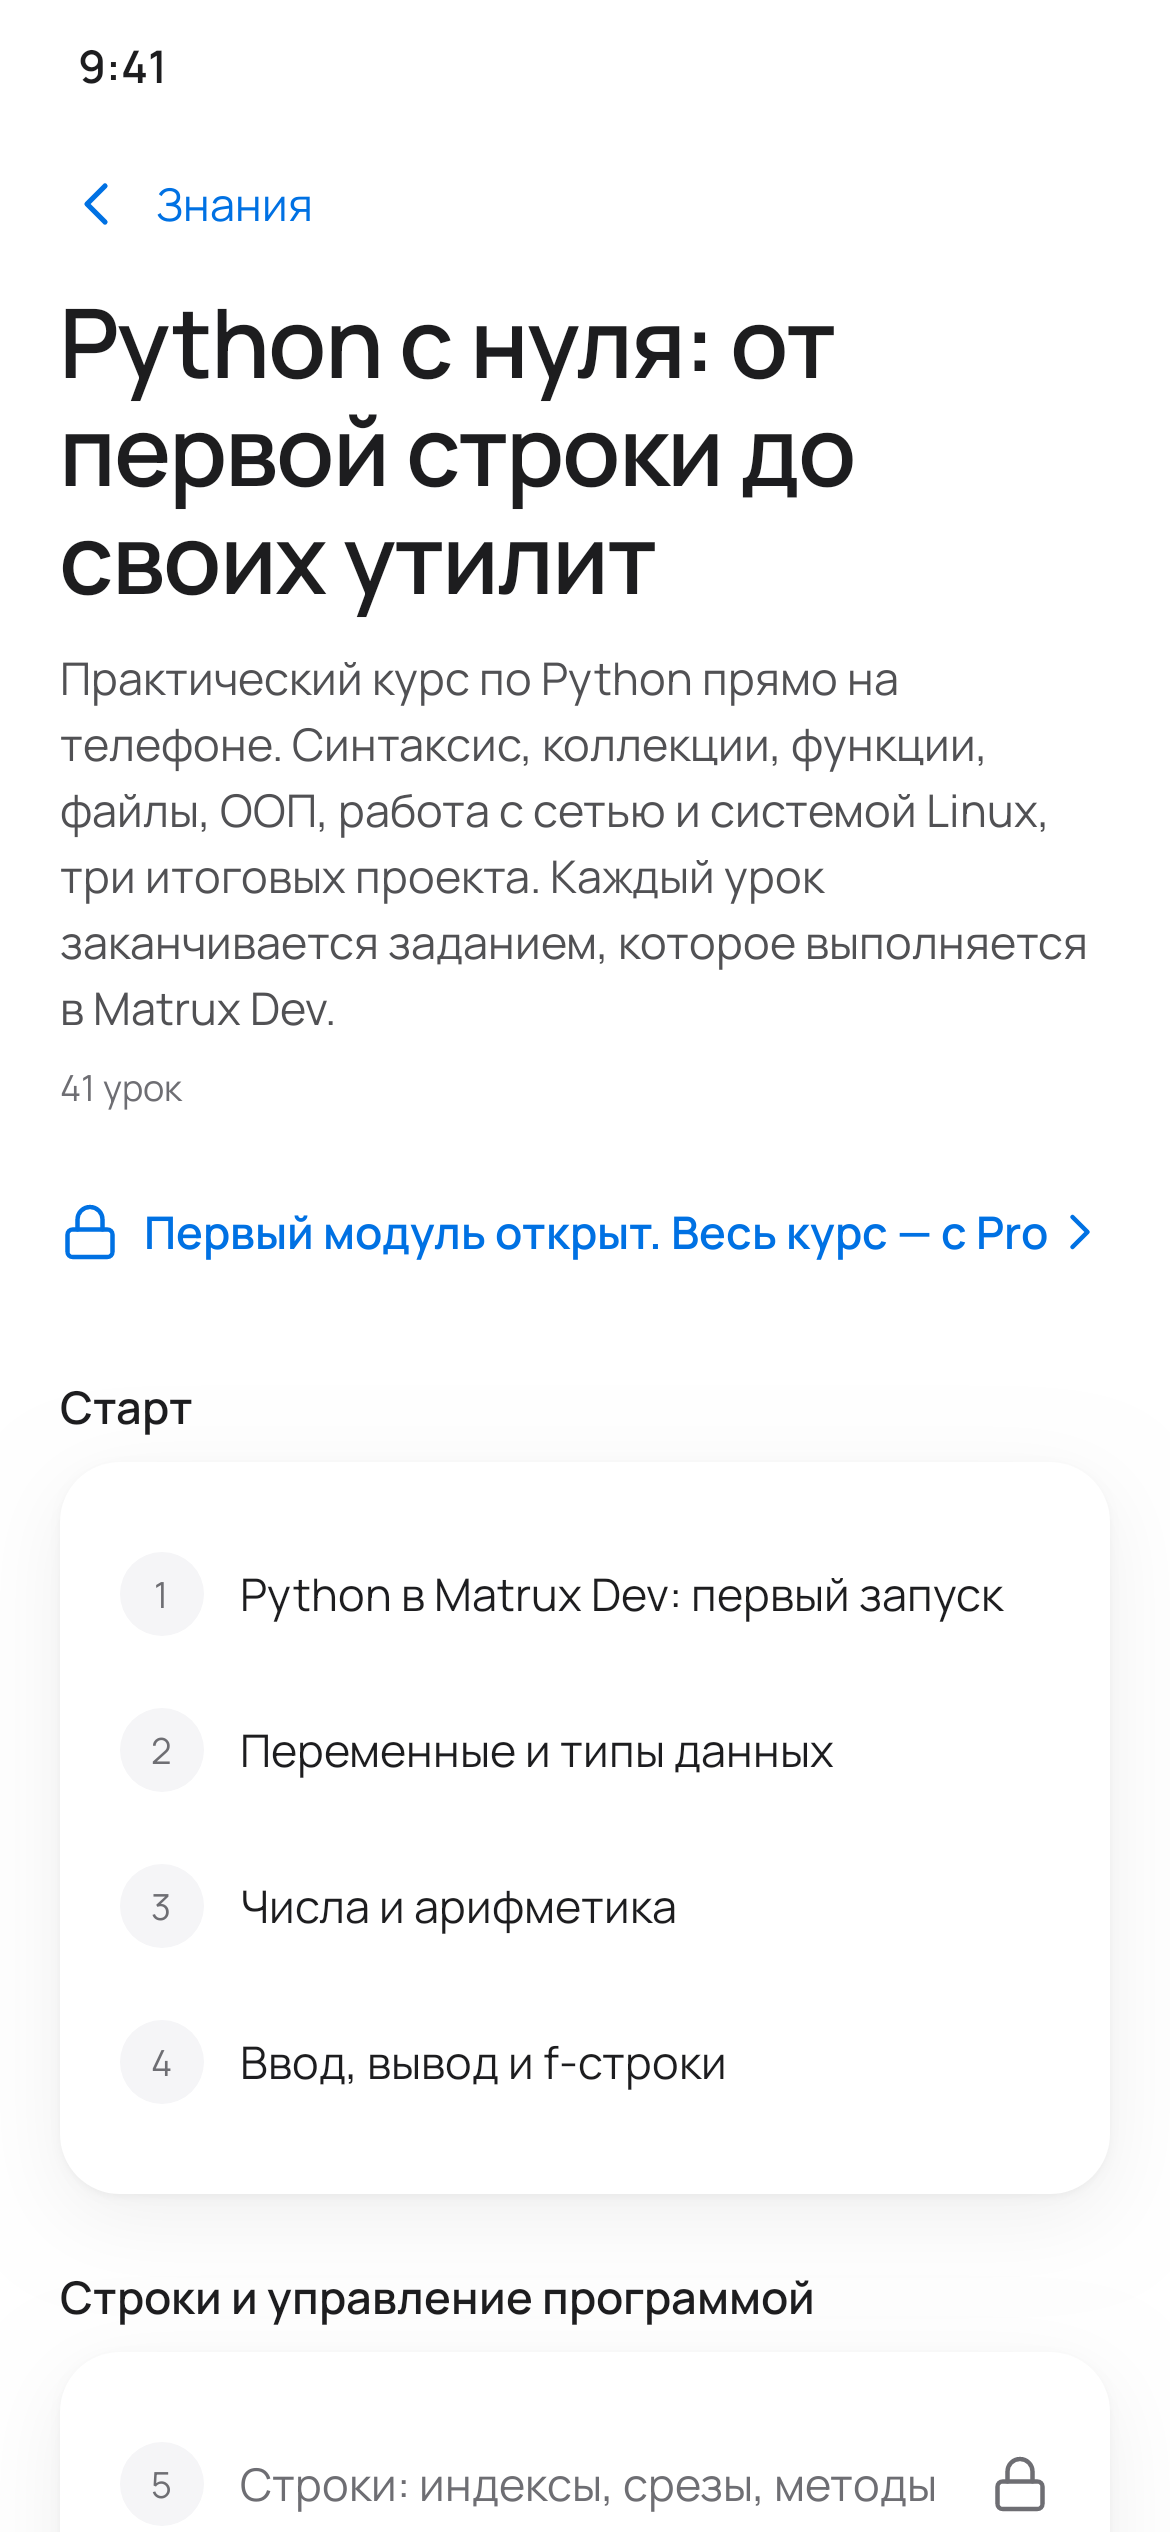 9:41
Знания
Python с нуля: от
первой строки до
своих утилит
Практический курс по Python прямо на
телефоне. Синтаксис, коллекции, функции,
файлы, ООП, работа с сетью и системой Linux,
три итоговых проекта. Каждый урок
заканчивается заданием, которое выполняется
в Matrux Dev.
41 урок
Первый модуль открыт. Весь курс — с Pro
Старт
1 Python в Matrux Dev: первый запуск
2 Переменные и типы данных
3 Числа и арифметика
4 Ввод, вывод и f-строки
Строки и управление программой
5 Строки: индексы, срезы, методы